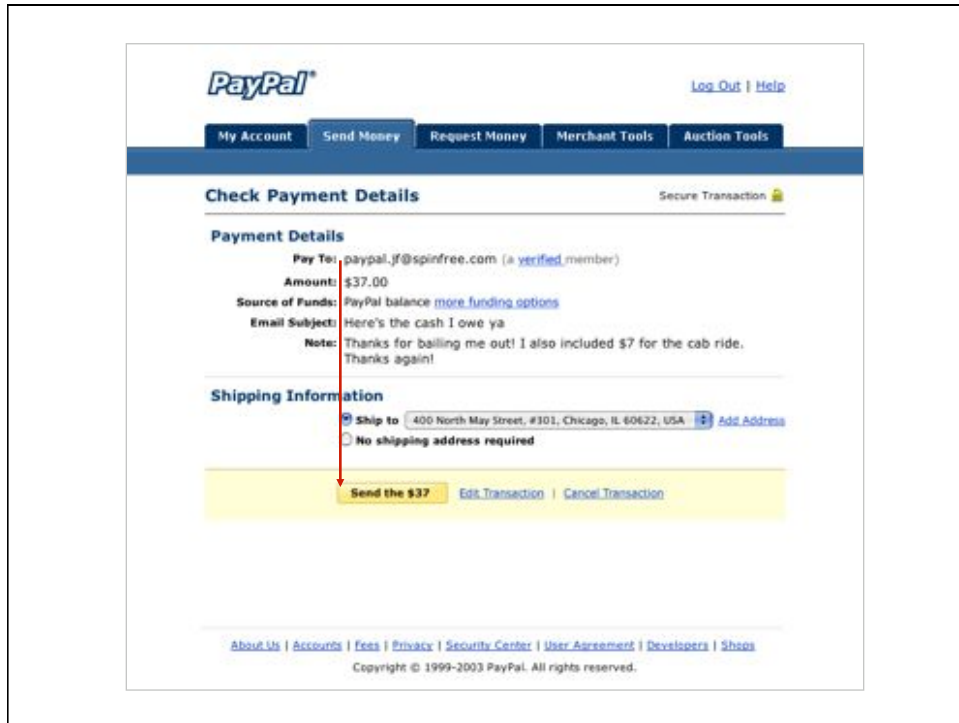 PayPal®
Log Out | Help
My Account Send Money Request Money Merchant Tools Auction Tools
Check Payment Details Secure Transaction
Payment Details
Pay To: paypal.jf@spinfree.com (a verified member)
Amount: $37.00
Source of Funds: PayPal balance more funding options
Email Subject: Here's the cash I owe ya
Note: Thanks for bailing me out! I also included $7 for the cab ride.
Thanks again!
Shipping Information
Ship to 400 North May Street, #301, Chicago, IL 60622, USA Add Address
No shipping address required
Send the $37 Edit Transaction | Cancel Transaction
About Us | Accounts | Fees | Privacy | Security Center | User Agreement | Developers | Shops
Copyright © 1999-2003 PayPal. All rights reserved.